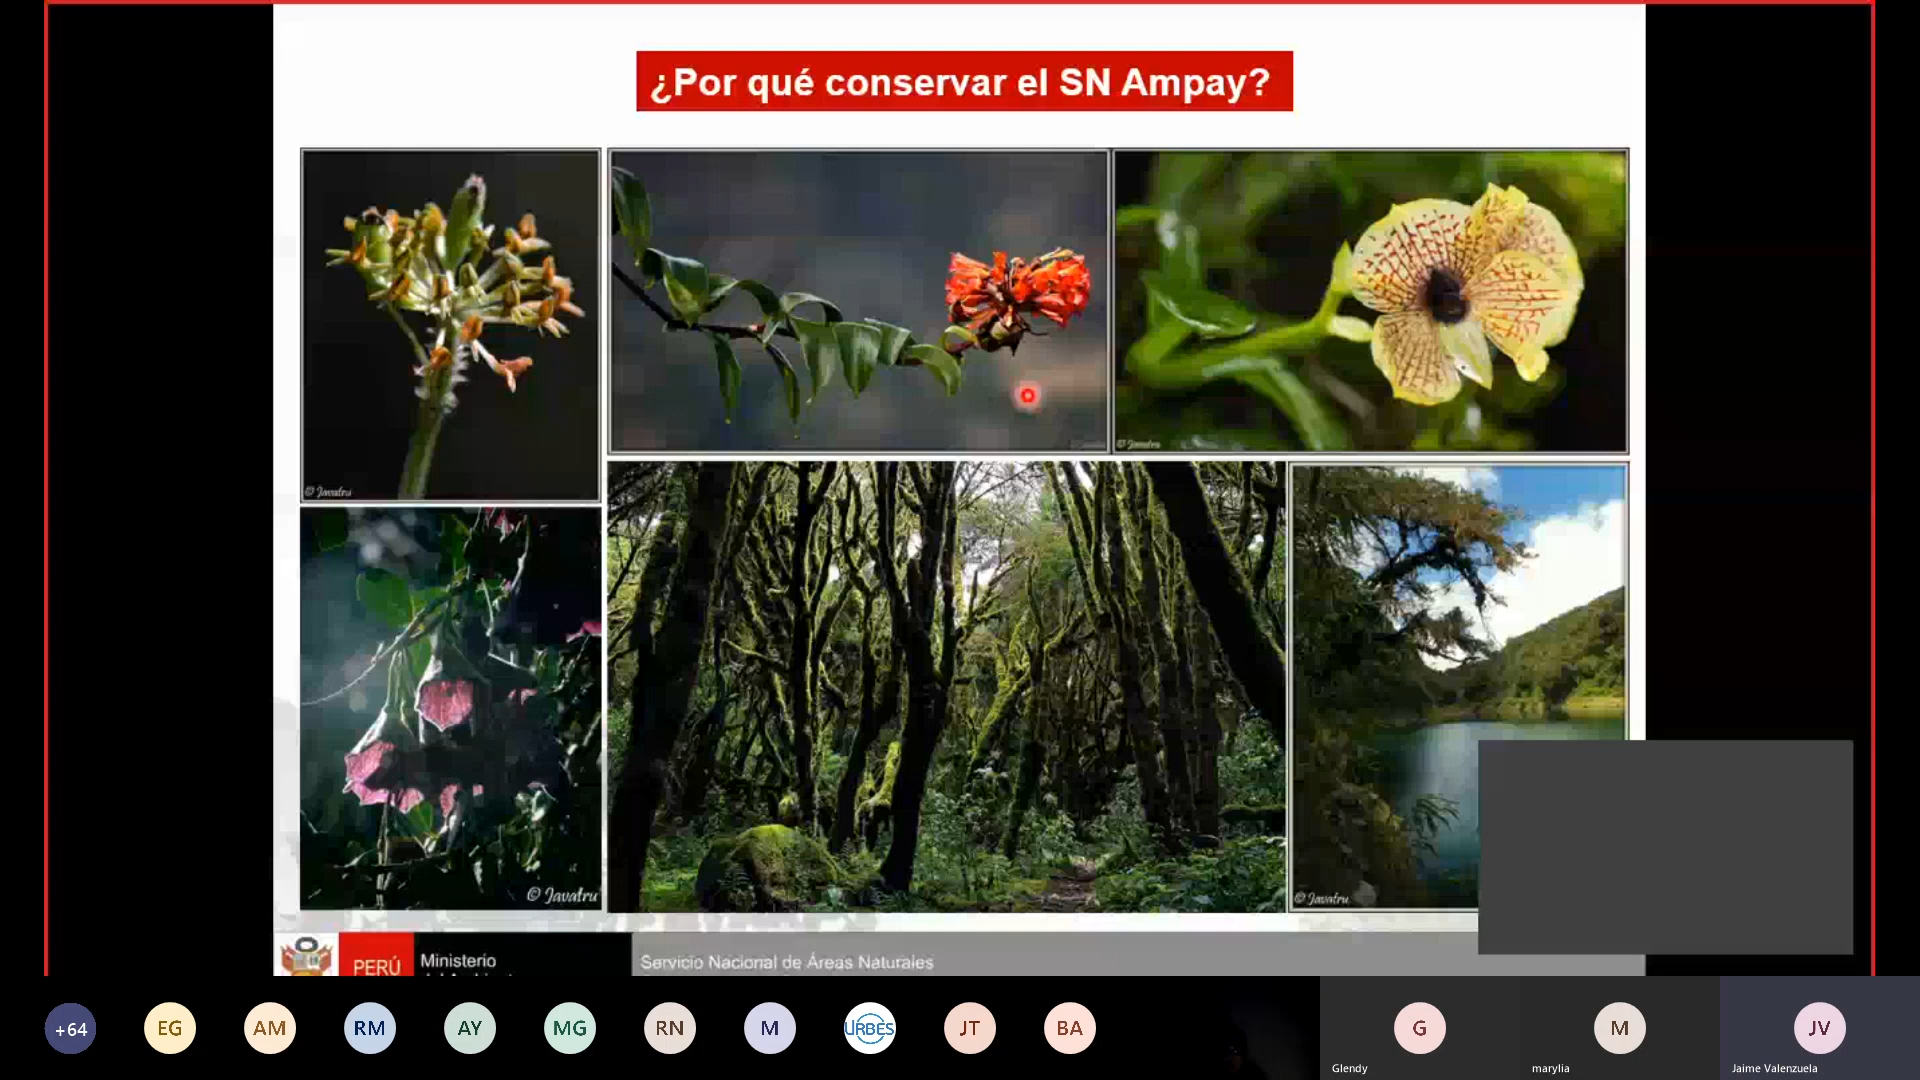 ¿Por qué conservar el SN Ampay?
© Javatru
© Javatru
© Javatru
© Javatru
PERÚ
Ministerio
Servicio Nacional de Áreas Naturales
+64
EG
AM
RM
AY
MG
RN
M
URBES
JT
BA
G
M
JV
Glendy
marylia
Jaime Valenzuela